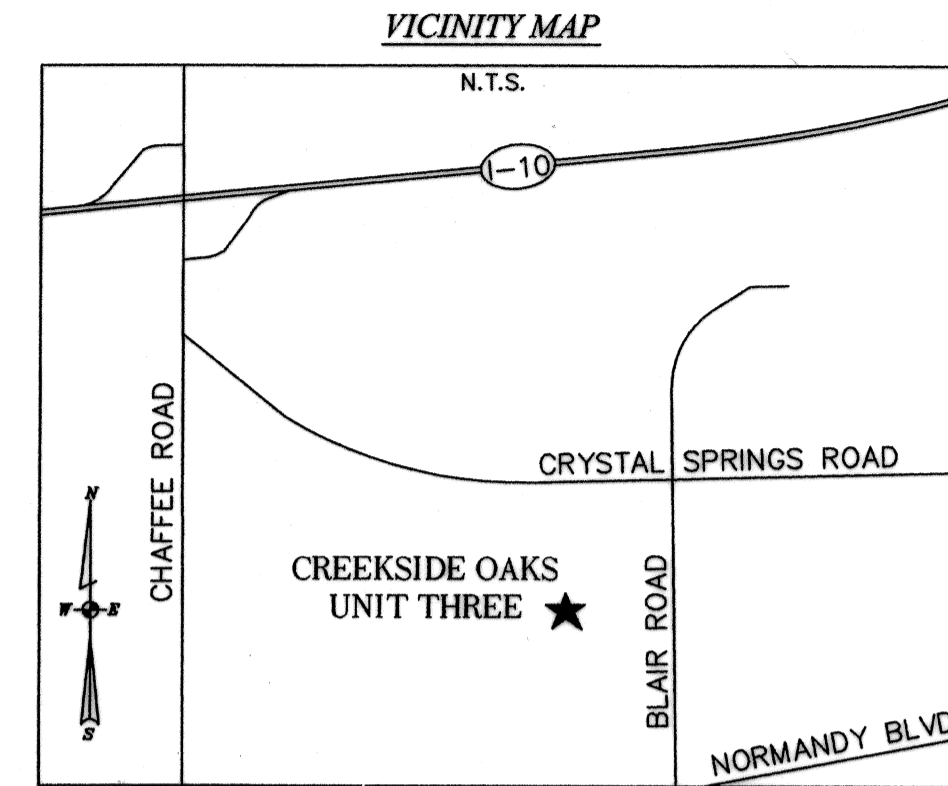 VICINITY MAP
N.T.S.
I-10
CHAFFEE ROAD
CRYSTAL SPRINGS ROAD
N
CREEKSIDE OAKS
UNIT THREE
W E
S
BLAIR ROAD
NORMANDY BLVD